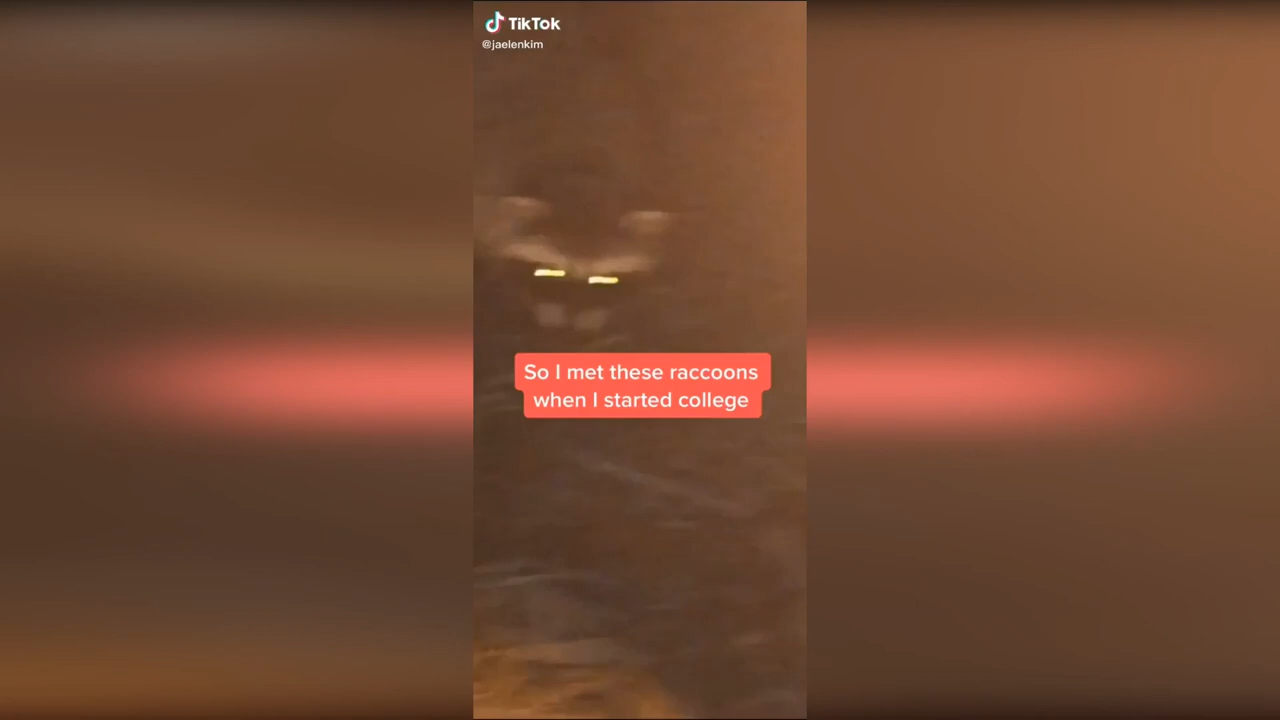 TikTok
@jaelenkim
So I met these raccoons
when I started college